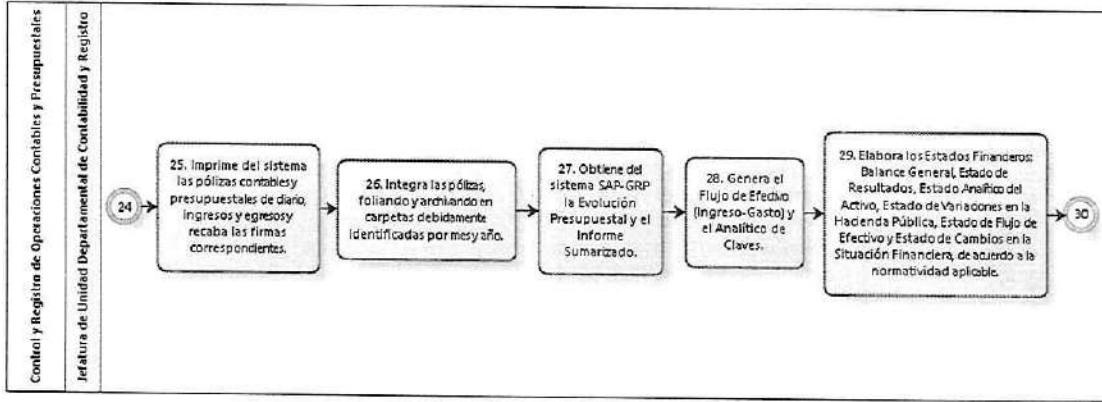 Control y Registro de Operaciones Contables y Presupuestales
Jefatura de Unidad Departamental de Contabilidad y Registro
24
25. Imprime del sistema
las pólizas contables y
presupuestales de diario,
ingresos y egresos y
recaba las firmas
correspondientes.
26. Integra las pólizas,
foliando y archivando en
carpetas debidamente
identificadas por mes y año.
27. Obtiene del
sistema SAP-GRP
la Evolución
Presupuestal y el
Informe
Sumarizado.
28. Genera el
Flujo de Efectivo
(Ingreso-Gasto) y
el Analítico de
Claves.
29. Elabora los Estados Financieros:
Balance General, Estado de
Resultados, Estado Analítico del
Activo, Estado de Variaciones en la
Hacienda Pública, Estado de Flujo de
Efectivo y Estado de Cambios en la
Situación Financiera, de acuerdo a la
normatividad aplicable.
30